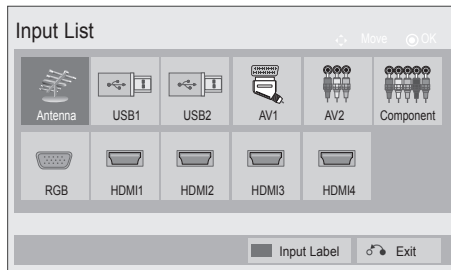 Input List
Move OK
Antenna USB1 USB2 AV1 AV2 Component
RGB HDMI1 HDMI2 HDMI3 HDMI4
Input Label Exit